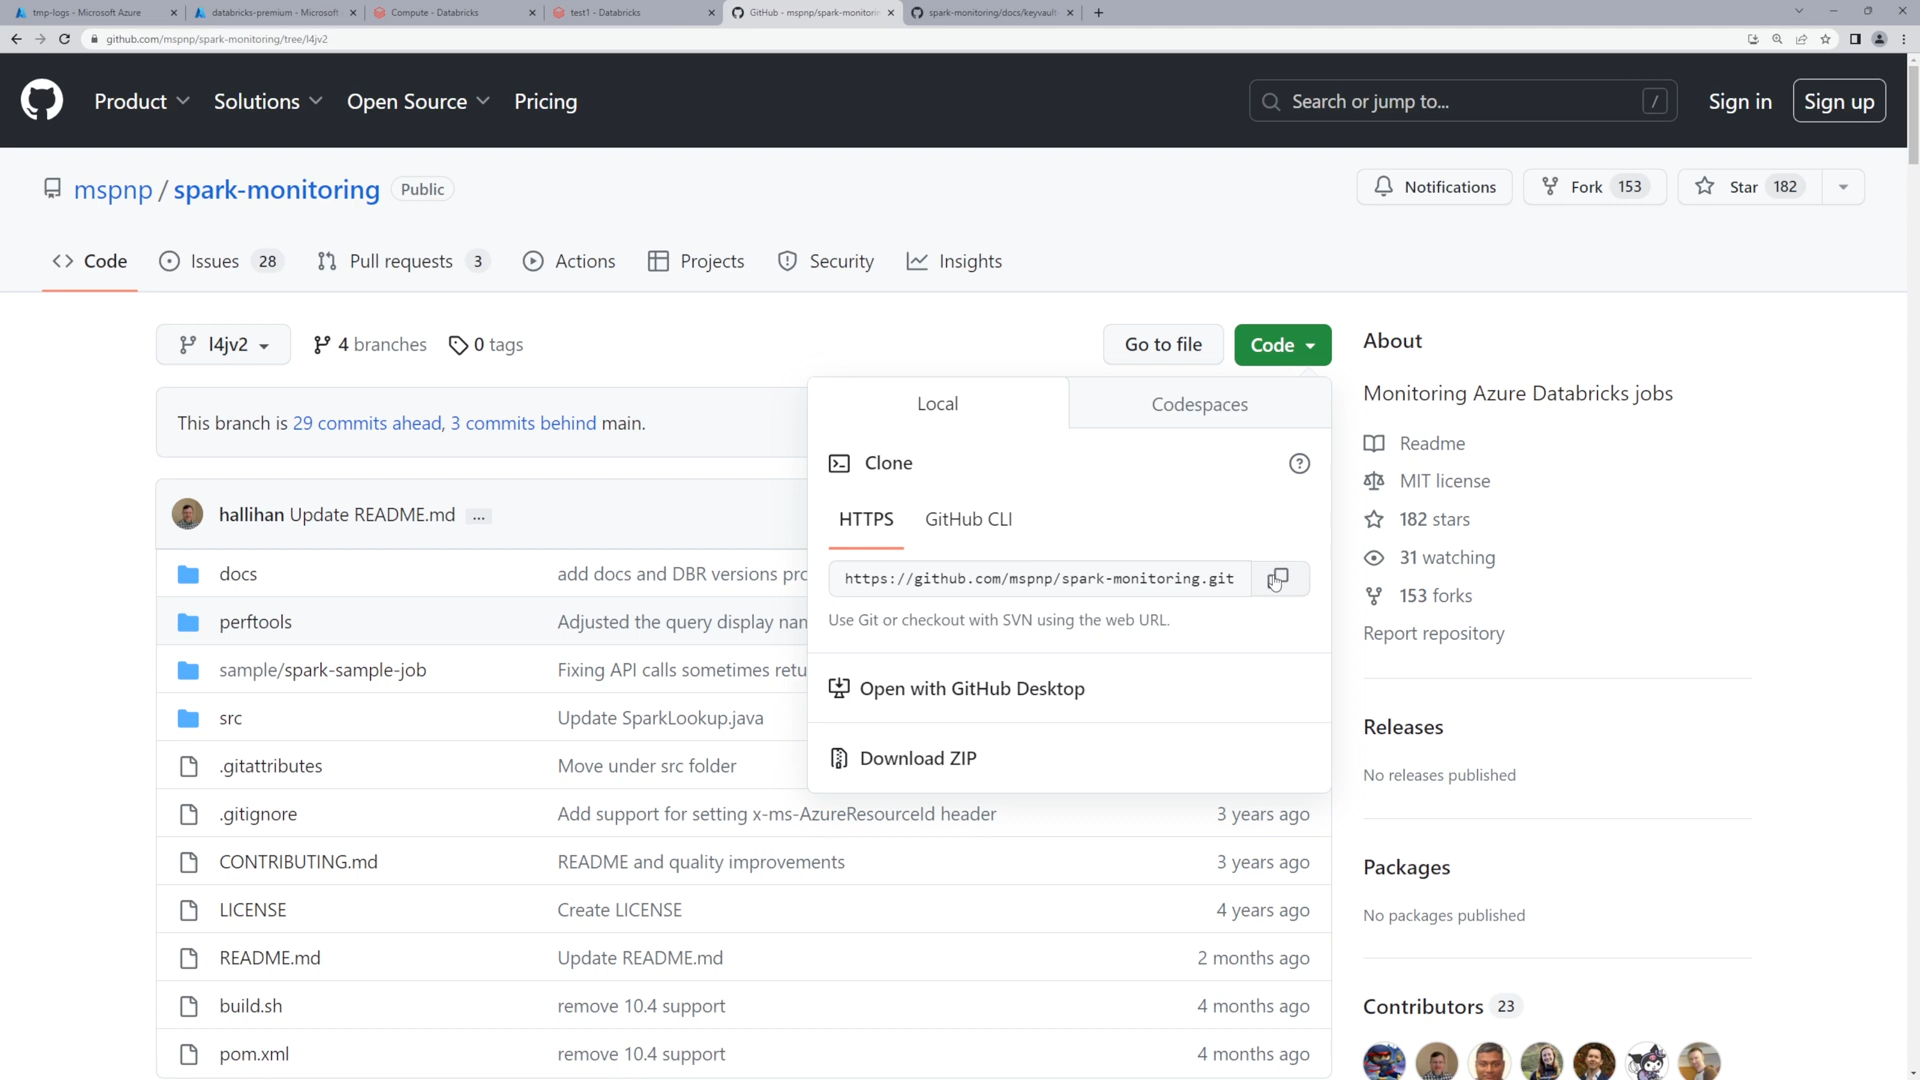 tmp-logs - Microsoft Azure
databricks-premium - Microsoft
Compute - Databricks
test1 - Databricks
GitHub - mspnp/spark-monitorin
spark-monitoring/docs/keyvault
github.com/mspnp/spark-monitoring/tree/l4jv2
Product
Solutions
Open Source
Pricing
Search or jump to...
/
Sign in
Sign up
mspnp / spark-monitoring
Public
Notifications
Fork 153
Star 182
Code
Issues 28
Pull requests 3
Actions
Projects
Security
Insights
l4jv2
4 branches
0 tags
Go to file
Code
This branch is 29 commits ahead, 3 commits behind main.
hallihan Update README.md ...
docs add docs and DBR versions pro
perftools Adjusted the query display nan
sample/spark-sample-job Fixing API calls sometimes retu
src Update SparkLookup.java
.gitattributes Move under src folder
.gitignore Add support for setting x-ms-AzureResourceId header 3 years ago
CONTRIBUTING.md README and quality improvements 3 years ago
LICENSE Create LICENSE 4 years ago
README.md Update README.md 2 months ago
build.sh remove 10.4 support 4 months ago
pom.xml remove 10.4 support 4 months ago
Local
Codespaces
Clone
HTTPS
GitHub CLI
https://github.com/mspnp/spark-monitoring.git
Use Git or checkout with SVN using the web URL.
Open with GitHub Desktop
Download ZIP
About
Monitoring Azure Databricks jobs
Readme
MIT license
182 stars
31 watching
153 forks
Report repository
Releases
No releases published
Packages
No packages published
Contributors 23